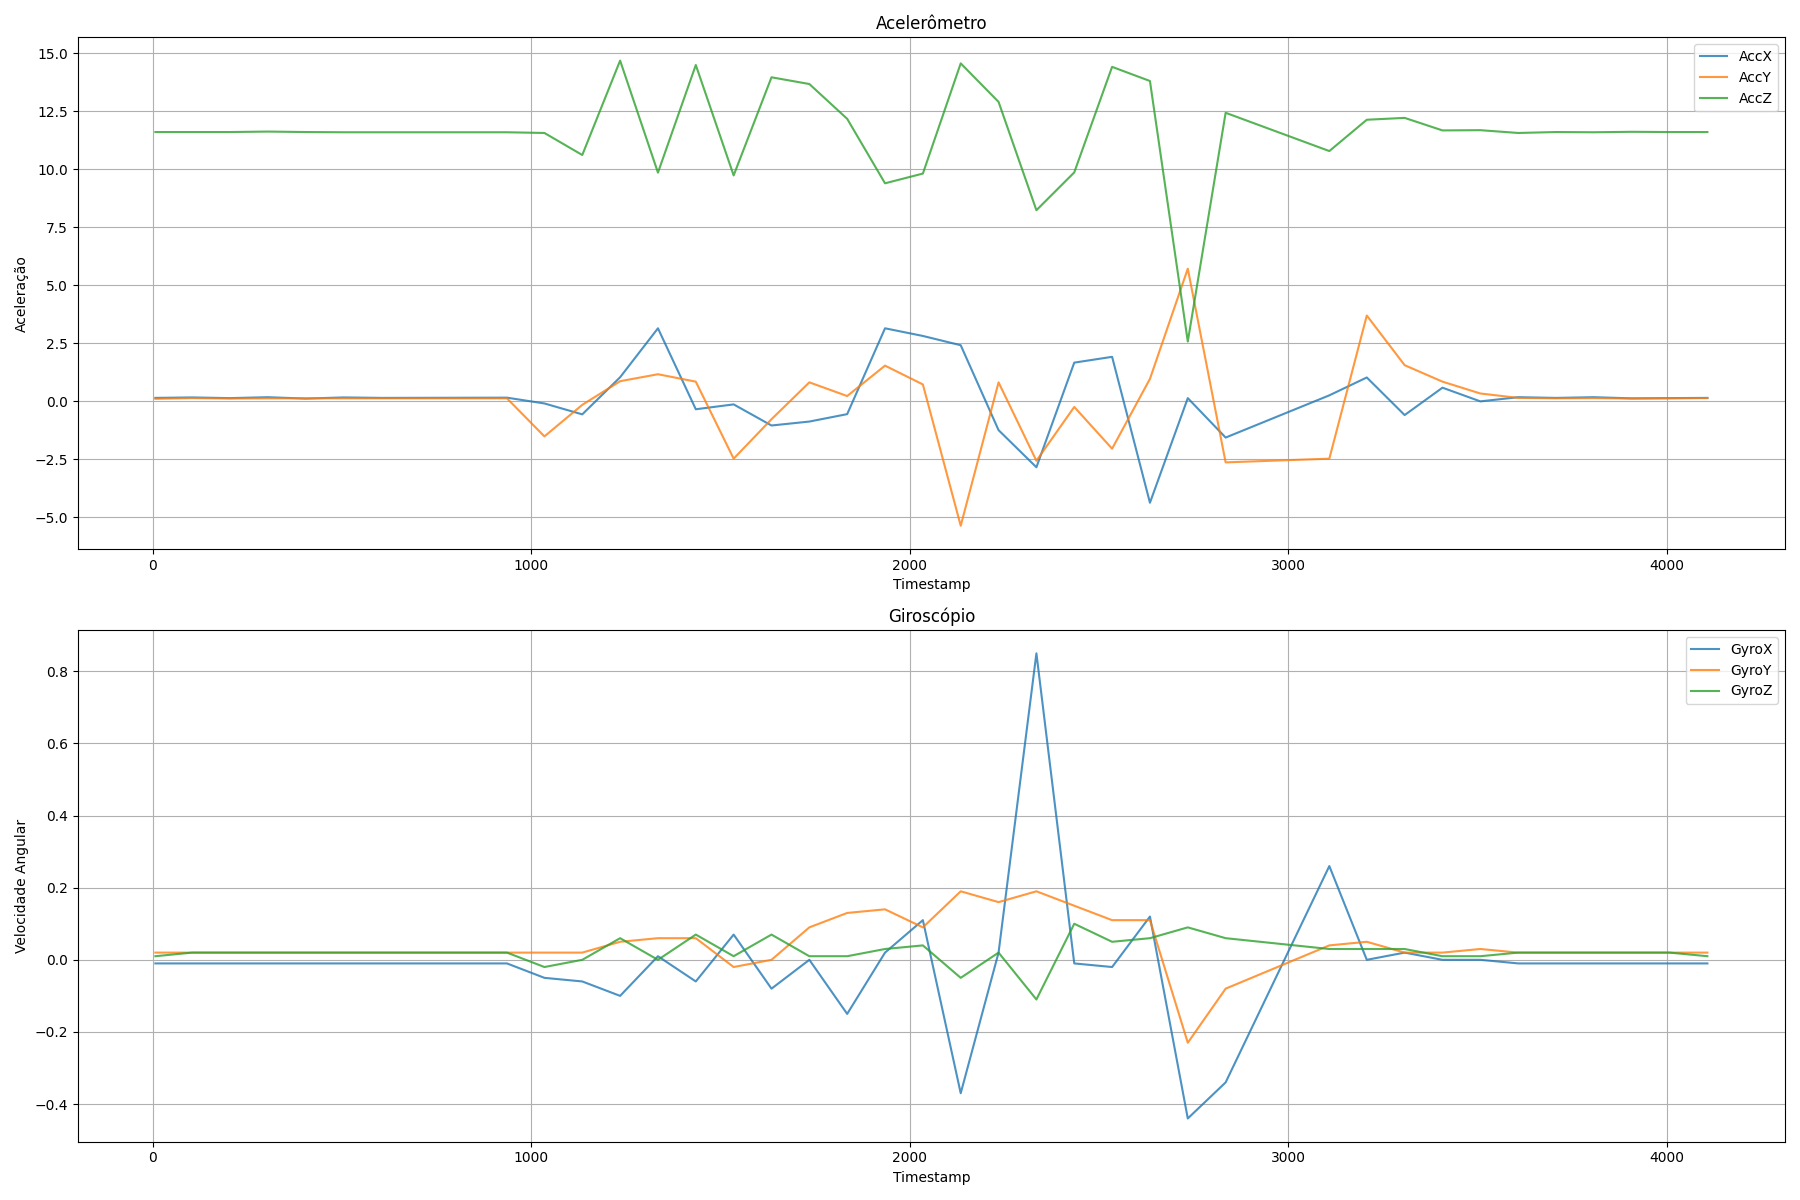 Acelerômetro
15.0
12.5
10.0
7.5
5.0
2.5
0.0
−2.5
−5.0
Aceleração
AccX
AccY
AccZ
0 1000 2000 3000 4000
Timestamp
Giroscópio
0.8
0.6
0.4
0.2
0.0
−0.2
−0.4
Velocidade Angular
GyroX
GyroY
GyroZ
0 1000 2000 3000 4000
Timestamp